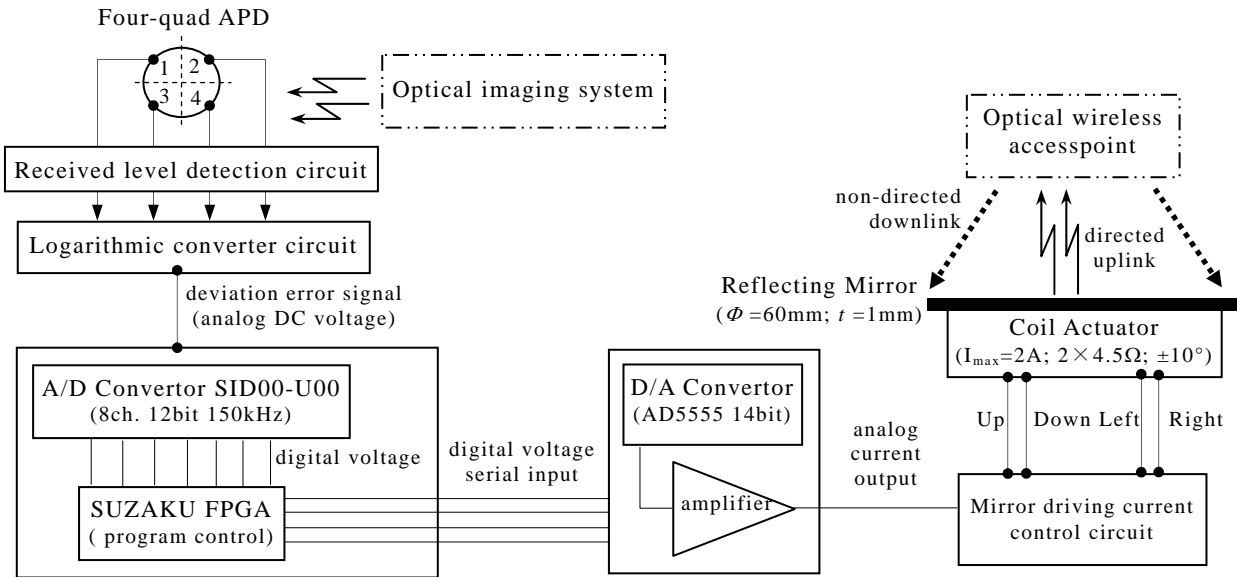 Four-quad APD
1 2
3 4
Optical imaging system
Received level detection circuit
Logarithmic converter circuit
deviation error signal
(analog DC voltage)
A/D Convertor SID00-U00
(8ch. 12bit 150kHz)
digital voltage
SUZAKU FPGA
( program control)
digital voltage
serial input
D/A Convertor
(AD5555 14bit)
amplifier
analog
current
output
Optical wireless
accesspoint
non-directed
downlink
directed
uplink
Reflecting Mirror
(Φ =60mm; t =1mm)
Coil Actuator
(Imax=2A; 2×4.5Ω; ±10°)
Up Down Left Right
Mirror driving current
control circuit